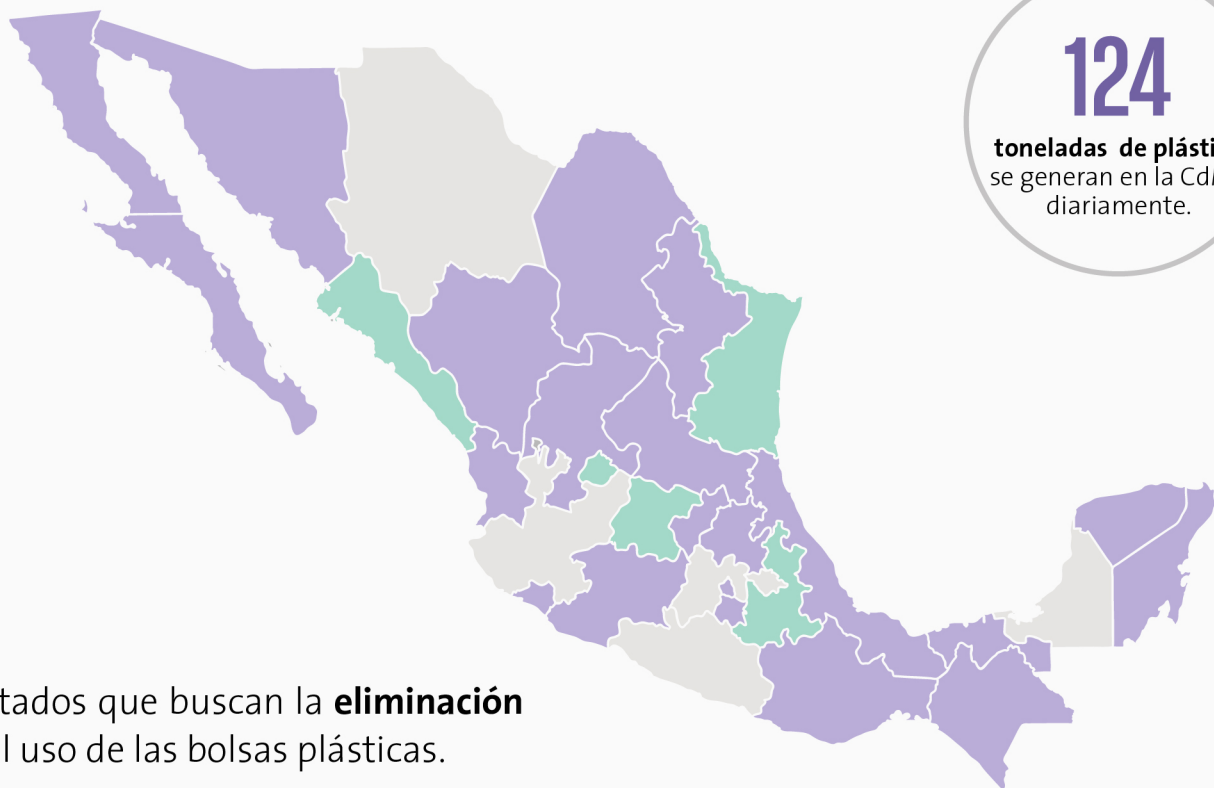 124
toneladas de plásti
se generan en la Cd
diariamente.
tados que buscan la eliminación
l uso de las bolsas plásticas.